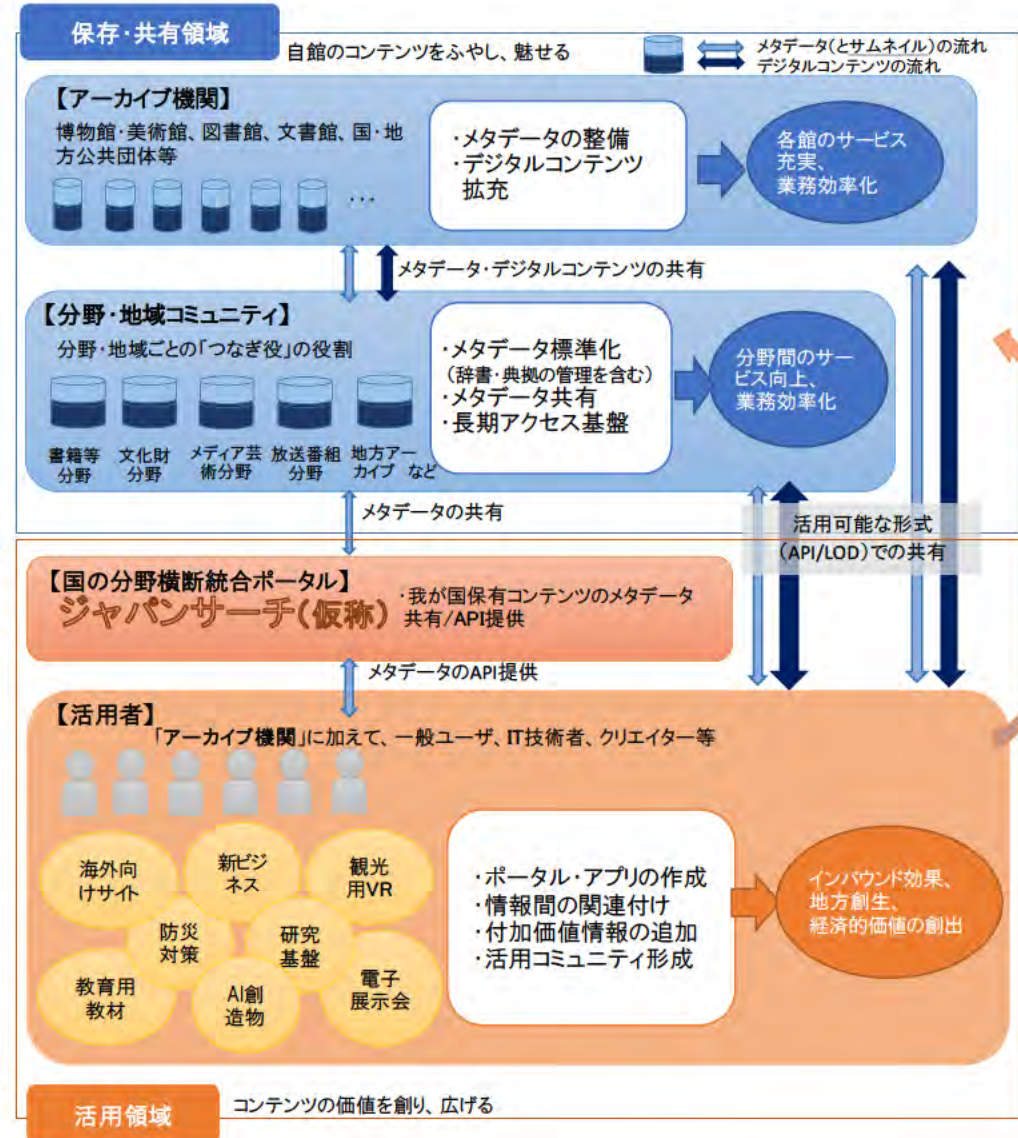 保存・共有領域
自館のコンテンツをふやし、魅せる
メタデータ(とサムネイル)の流れ
デジタルコンテンツの流れ
【アーカイブ機関】
博物館・美術館、図書館、文書館、国・地
方公共団体等
…
・メタデータの整備
・デジタルコンテンツ
拡充
各館のサービス
充実、
業務効率化
メタデータ・デジタルコンテンツの共有
【分野・地域コミュニティ】
分野・地域ごとの「つなぎ役」の役割
書籍等
分野
文化財
分野
メディア芸
術分野
放送番組
分野
地方アー
カイブ など
・メタデータ標準化
(辞書・典拠の管理を含む)
・メタデータ共有
・長期アクセス基盤
分野間のサー
ビス向上、
業務効率化
メタデータの共有
活用可能な形式
(API/LOD)での共有
【国の分野横断統合ポータル】
ジャパンサーチ(仮称)
・我が国保有コンテンツのメタデータ
共有/API提供
メタデータのAPI提供
【活用者】
「アーカイブ機関」に加えて、一般ユーザ、IT技術者、クリエイター等
海外向
けサイト
新ビジ
ネス
観光
用VR
防災
対策
研究
基盤
教育用
教材
AI創
造物
電子
展示会
・ポータル・アプリの作成
・情報間の関連付け
・付加価値情報の追加
・活用コミュニティ形成
インバウンド効果、
地方創生、
経済的価値の創出
活用領域
コンテンツの価値を創り、広げる